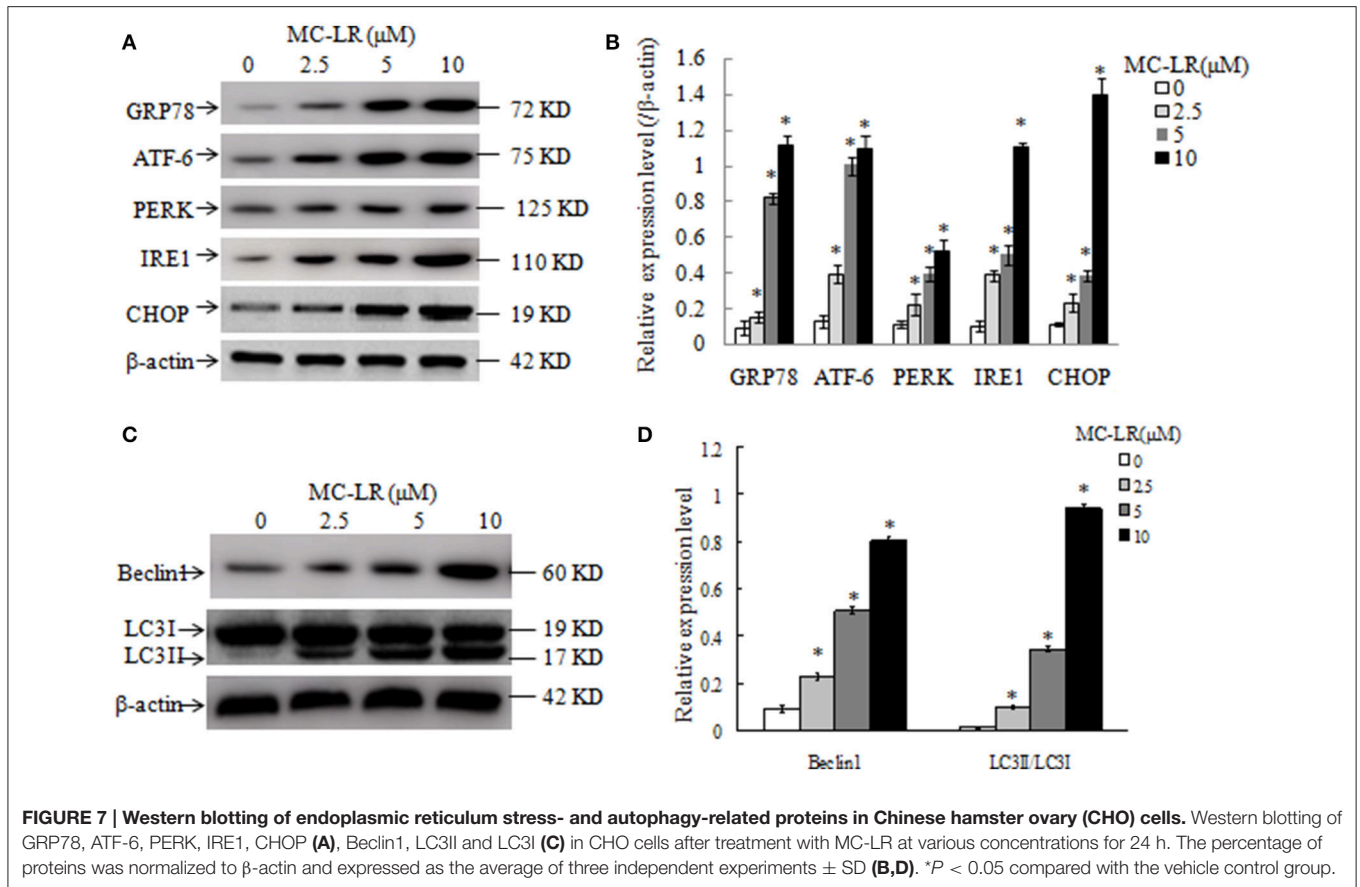 A
MC-LR (µM)
0 2.5 5 10
GRP78→ 72 KD
ATF-6→ 75 KD
PERK→ 125 KD
IRE1→ 110 KD
CHOP→ 19 KD
β-actin→ 42 KD
B
Relative expression level (/β-actin)
1.6
1.4
1.2
1
0.8
0.6
0.4
0.2
0
* * * * * * * * * * * * * * *
GRP78 ATF-6 PERK IRE1 CHOP
MC-LR(µM)
0
2.5
5
10
C
MC-LR (µM)
0 2.5 5 10
Beclin1→ 60 KD
LC3I→ 19 KD
LC3II→ 17 KD
β-actin→ 42 KD
D
Relative expression level
1.2
1
0.8
0.6
0.4
0.2
0
* * * * * *
Beclin1 LC3II/LC3I
MC-LR(µM)
0
2.5
5
10
FIGURE 7 | Western blotting of endoplasmic reticulum stress- and autophagy-related proteins in Chinese hamster ovary (CHO) cells. Western blotting of
GRP78, ATF-6, PERK, IRE1, CHOP (A), Beclin1, LC3II and LC3I (C) in CHO cells after treatment with MC-LR at various concentrations for 24 h. The percentage of
proteins was normalized to β-actin and expressed as the average of three independent experiments ± SD (B,D). *P < 0.05 compared with the vehicle control group.